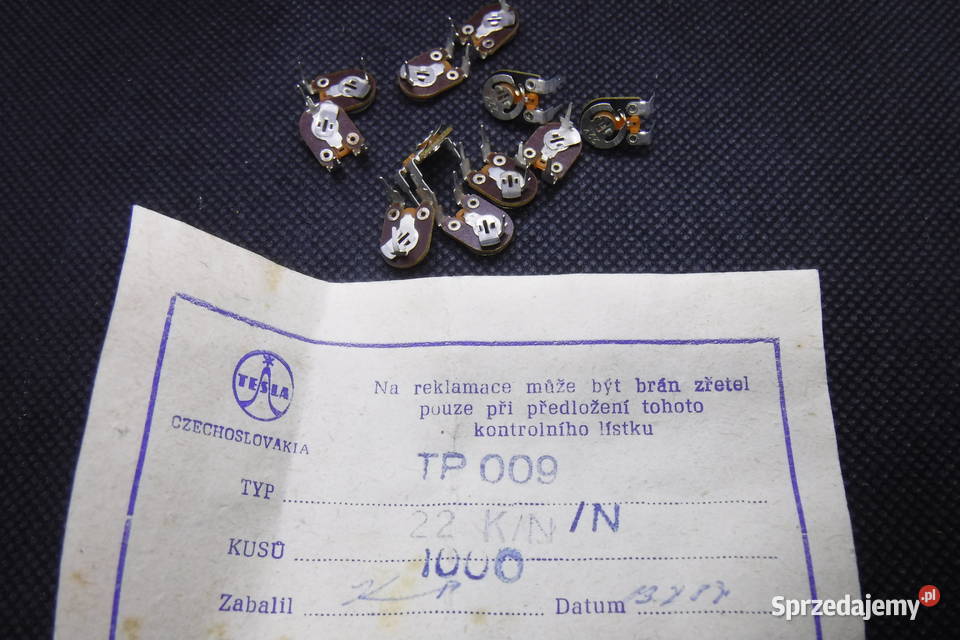 TESLA
CZECHOSLOVAKIA
Na reklamace může být brán zřetel
pouze při předložení tohoto
kontrolního lístku
TYP TP 009
22 K/N /N
KUSŮ 1000
Zabalil
Datum
Sprzedajemy.pl